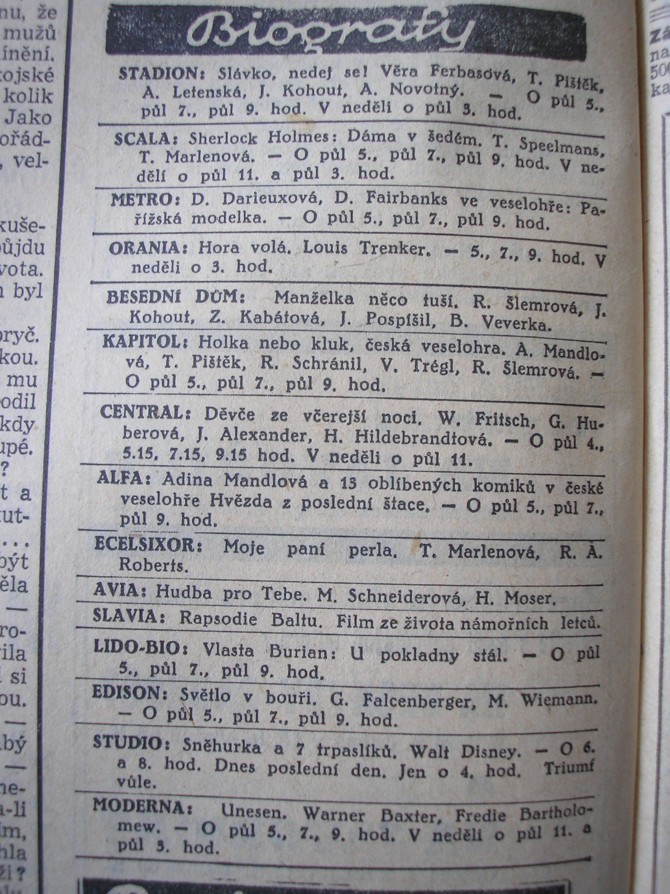 Biografy
STADION: Slávko, nedej se! Věra Ferbasová, T. Pištěk,
A. Letenská, J. Kohout, A. Novotný. — O půl 5.,
půl 7., půl 9. hod. V neděli o půl 3. hod.
SCALA: Sherlock Holmes: Dáma v šedém. T. Speelmans,
T. Marlenová. — O půl 5., půl 7., půl 9. hod. V ne-
děli o půl 11. a půl 3. hod.
METRO: D. Darieuxová, D. Fairbanks ve veselohře: Pa-
řížská modelka. — O půl 5., půl 7., půl 9. hod.
ORANIA: Hora volá. Louis Trenker. — 5., 7., 9. hod. V
neděli o 3. hod.
BESEDNÍ DŮM: Manželka něco tuší. R. Šlemrová, J.
Kohout, Z. Kabátová, J. Pospíšil, B. Veverka.
KAPITOL: Holka nebo kluk, česká veselohra. A. Mandlo-
vá, T. Pištěk, R. Schránil, V. Trégl, R. Šlemrová. —
O půl 5., půl 7., půl 9. hod.
CENTRAL: Děvče ze včerejší noci. W. Fritsch, G. Hu-
berová, J. Alexander, H. Hildebrandtová. — O půl 4.,
5.15, 7.15, 9.15 hod. V neděli o půl 11.
ALFA: Adina Mandlová a 13 oblíbených komiků v české
veselohře Hvězda z poslední štace. — O půl 5., půl 7.,
půl 9. hod.
ECELSIXOR: Moje paní perla. T. Marlenová, R. A.
Roberts.
AVIA: Hudba pro Tebe. M. Schneiderová, H. Moser.
SLAVIA: Rapsodie Baltu. Film ze života námořních letců.
LIDO-BIO: Vlasta Burian: U pokladny stál. — O půl
5., půl 7., půl 9. hod.
EDISON: Světlo v bouři. G. Falcenberger, M. Wiemann.
— O půl 5., půl 7., půl 9. hod.
STUDIO: Sněhurka a 7 trpaslíků. Walt Disney. — O 6.
a 8. hod. Dnes poslední den. Jen o 4. hod. Triumf
vůle.
MODERNA: Unesen. Warner Baxter, Fredie Bartholo-
mew. — O půl 5., 7., 9. hod. V neděli o půl 11. a
půl 3. hod.